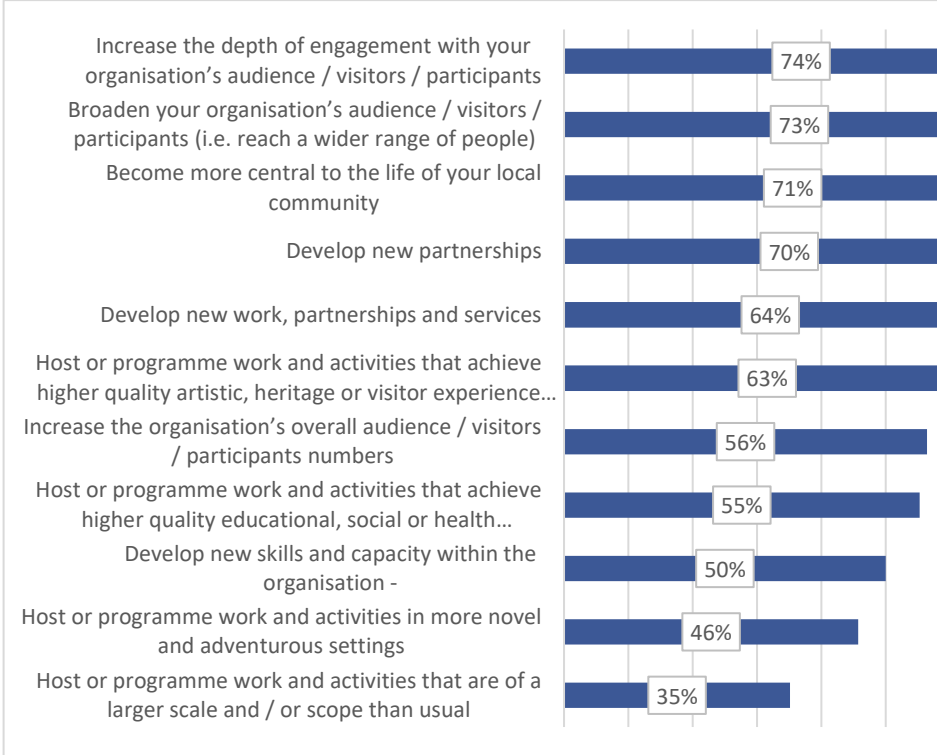 Increase the depth of engagement with your
organisation’s audience / visitors / participants
74%
Broaden your organisation’s audience / visitors /
participants (i.e. reach a wider range of people)
73%
Become more central to the life of your local
community
71%
Develop new partnerships
70%
Develop new work, partnerships and services
64%
Host or programme work and activities that achieve
higher quality artistic, heritage or visitor experience…
63%
Increase the organisation’s overall audience / visitors
/ participants numbers
56%
Host or programme work and activities that achieve
higher quality educational, social or health…
55%
Develop new skills and capacity within the
organisation -
50%
Host or programme work and activities in more novel
and adventurous settings
46%
Host or programme work and activities that are of a
larger scale and / or scope than usual
35%